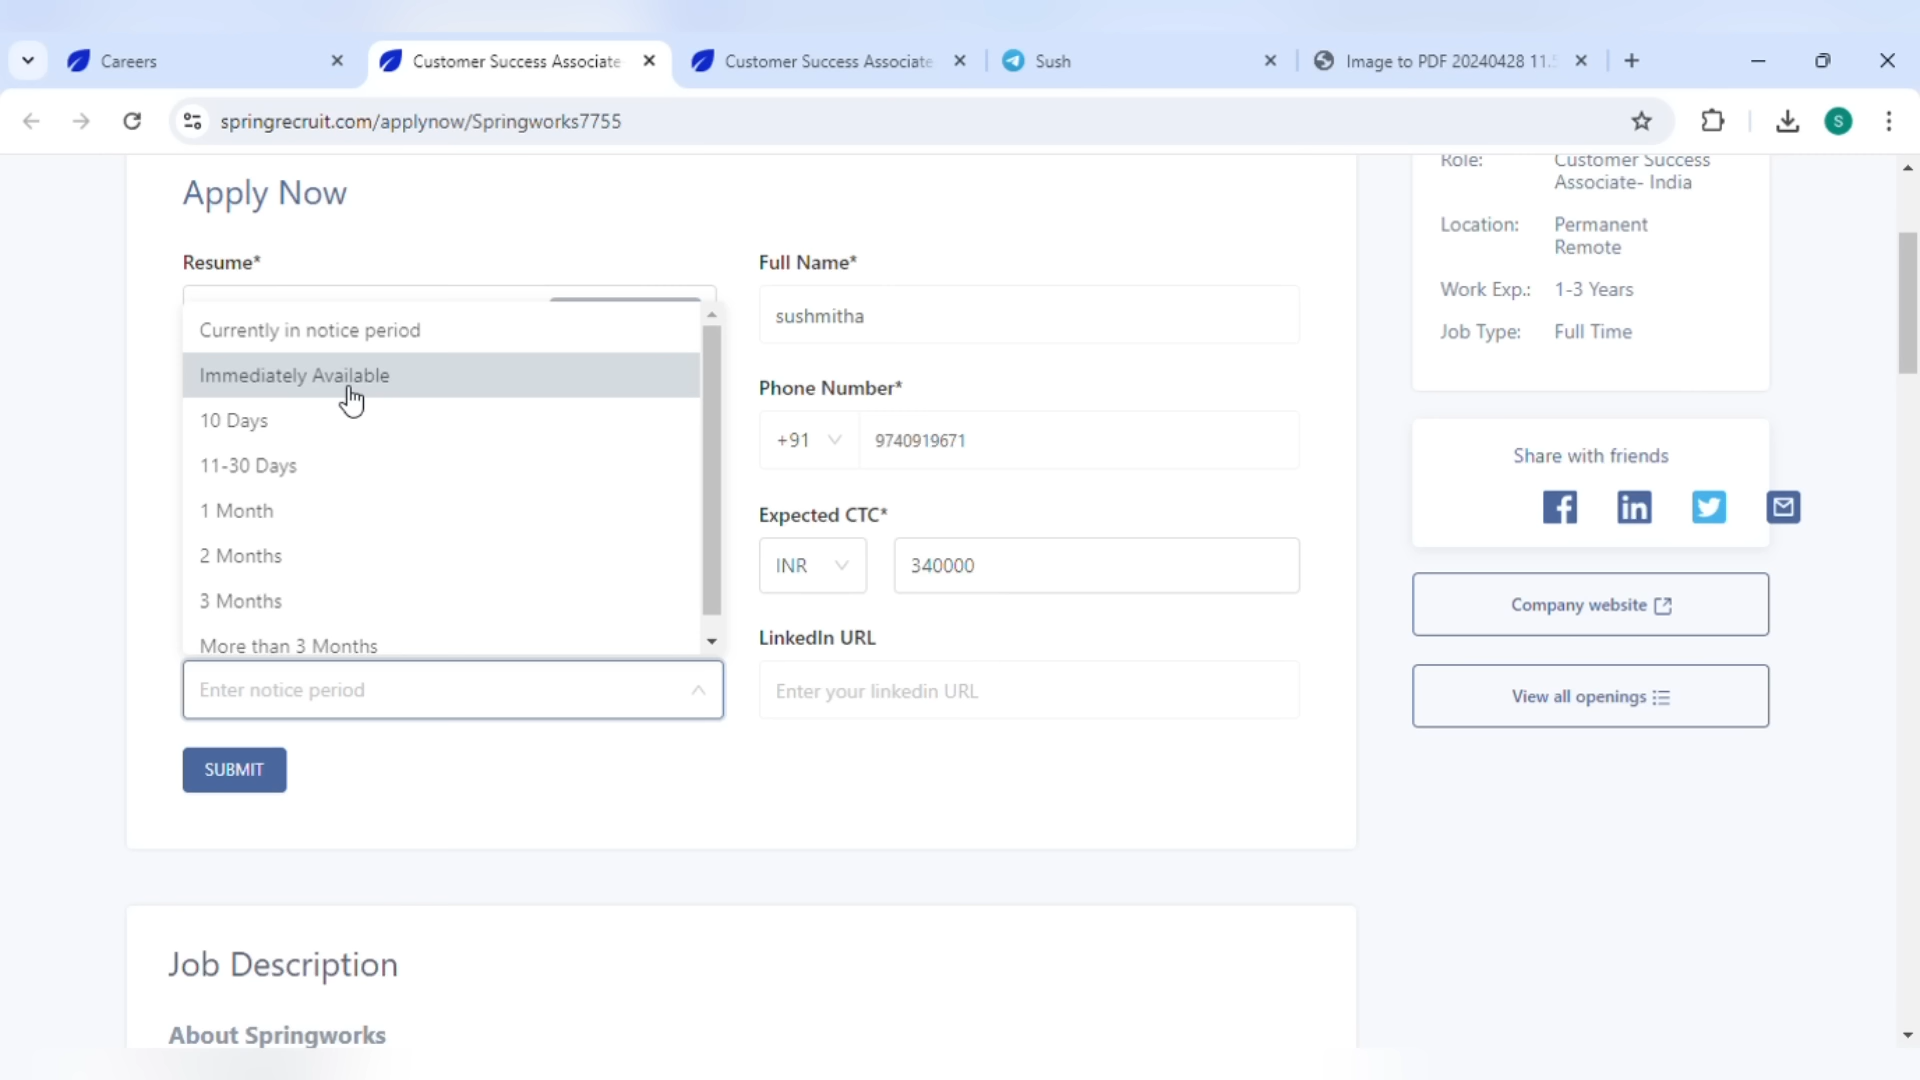 Careers
Customer Success Associate
Customer Success Associate
Sush
Image to PDF 20240428 11.
springrecruit.com/applynow/Springworks7755
S
Apply Now
Resume*
Currently in notice period
Immediately Available
10 Days
11-30 Days
1 Month
2 Months
3 Months
More than 3 Months
Enter notice period
SUBMIT
Full Name*
sushmitha
Phone Number*
+91 9740919671
Expected CTC*
INR 340000
LinkedIn URL
Enter your linkedin URL
Role: Customer Success
Associate- India
Location: Permanent
Remote
Work Exp.: 1-3 Years
Job Type: Full Time
Share with friends
Company website
View all openings
Job Description
About Springworks